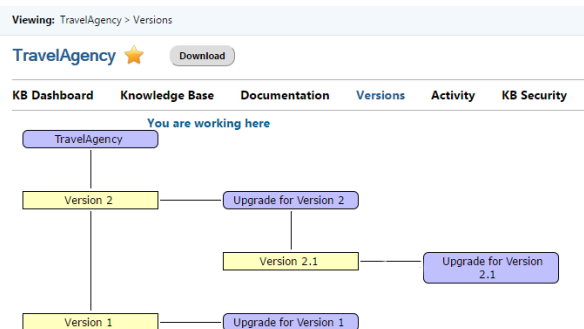 Viewing: TravelAgency > Versions
TravelAgency Download
KB Dashboard Knowledge Base Documentation Versions Activity KB Security
You are working here
TravelAgency
Version 2 Upgrade for Version 2
Version 2.1 Upgrade for Version
2.1
Version 1 Upgrade for Version 1